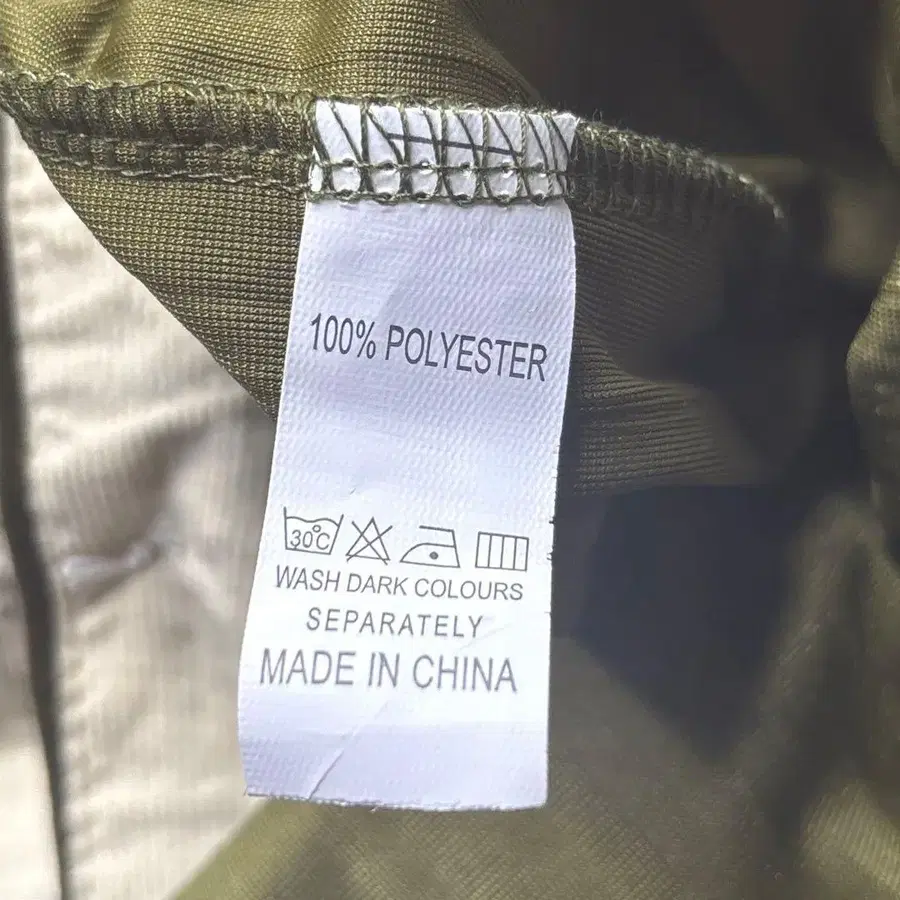 100% POLYESTER
30°C
WASH DARK COLOURS
SEPARATELY
MADE IN CHINA